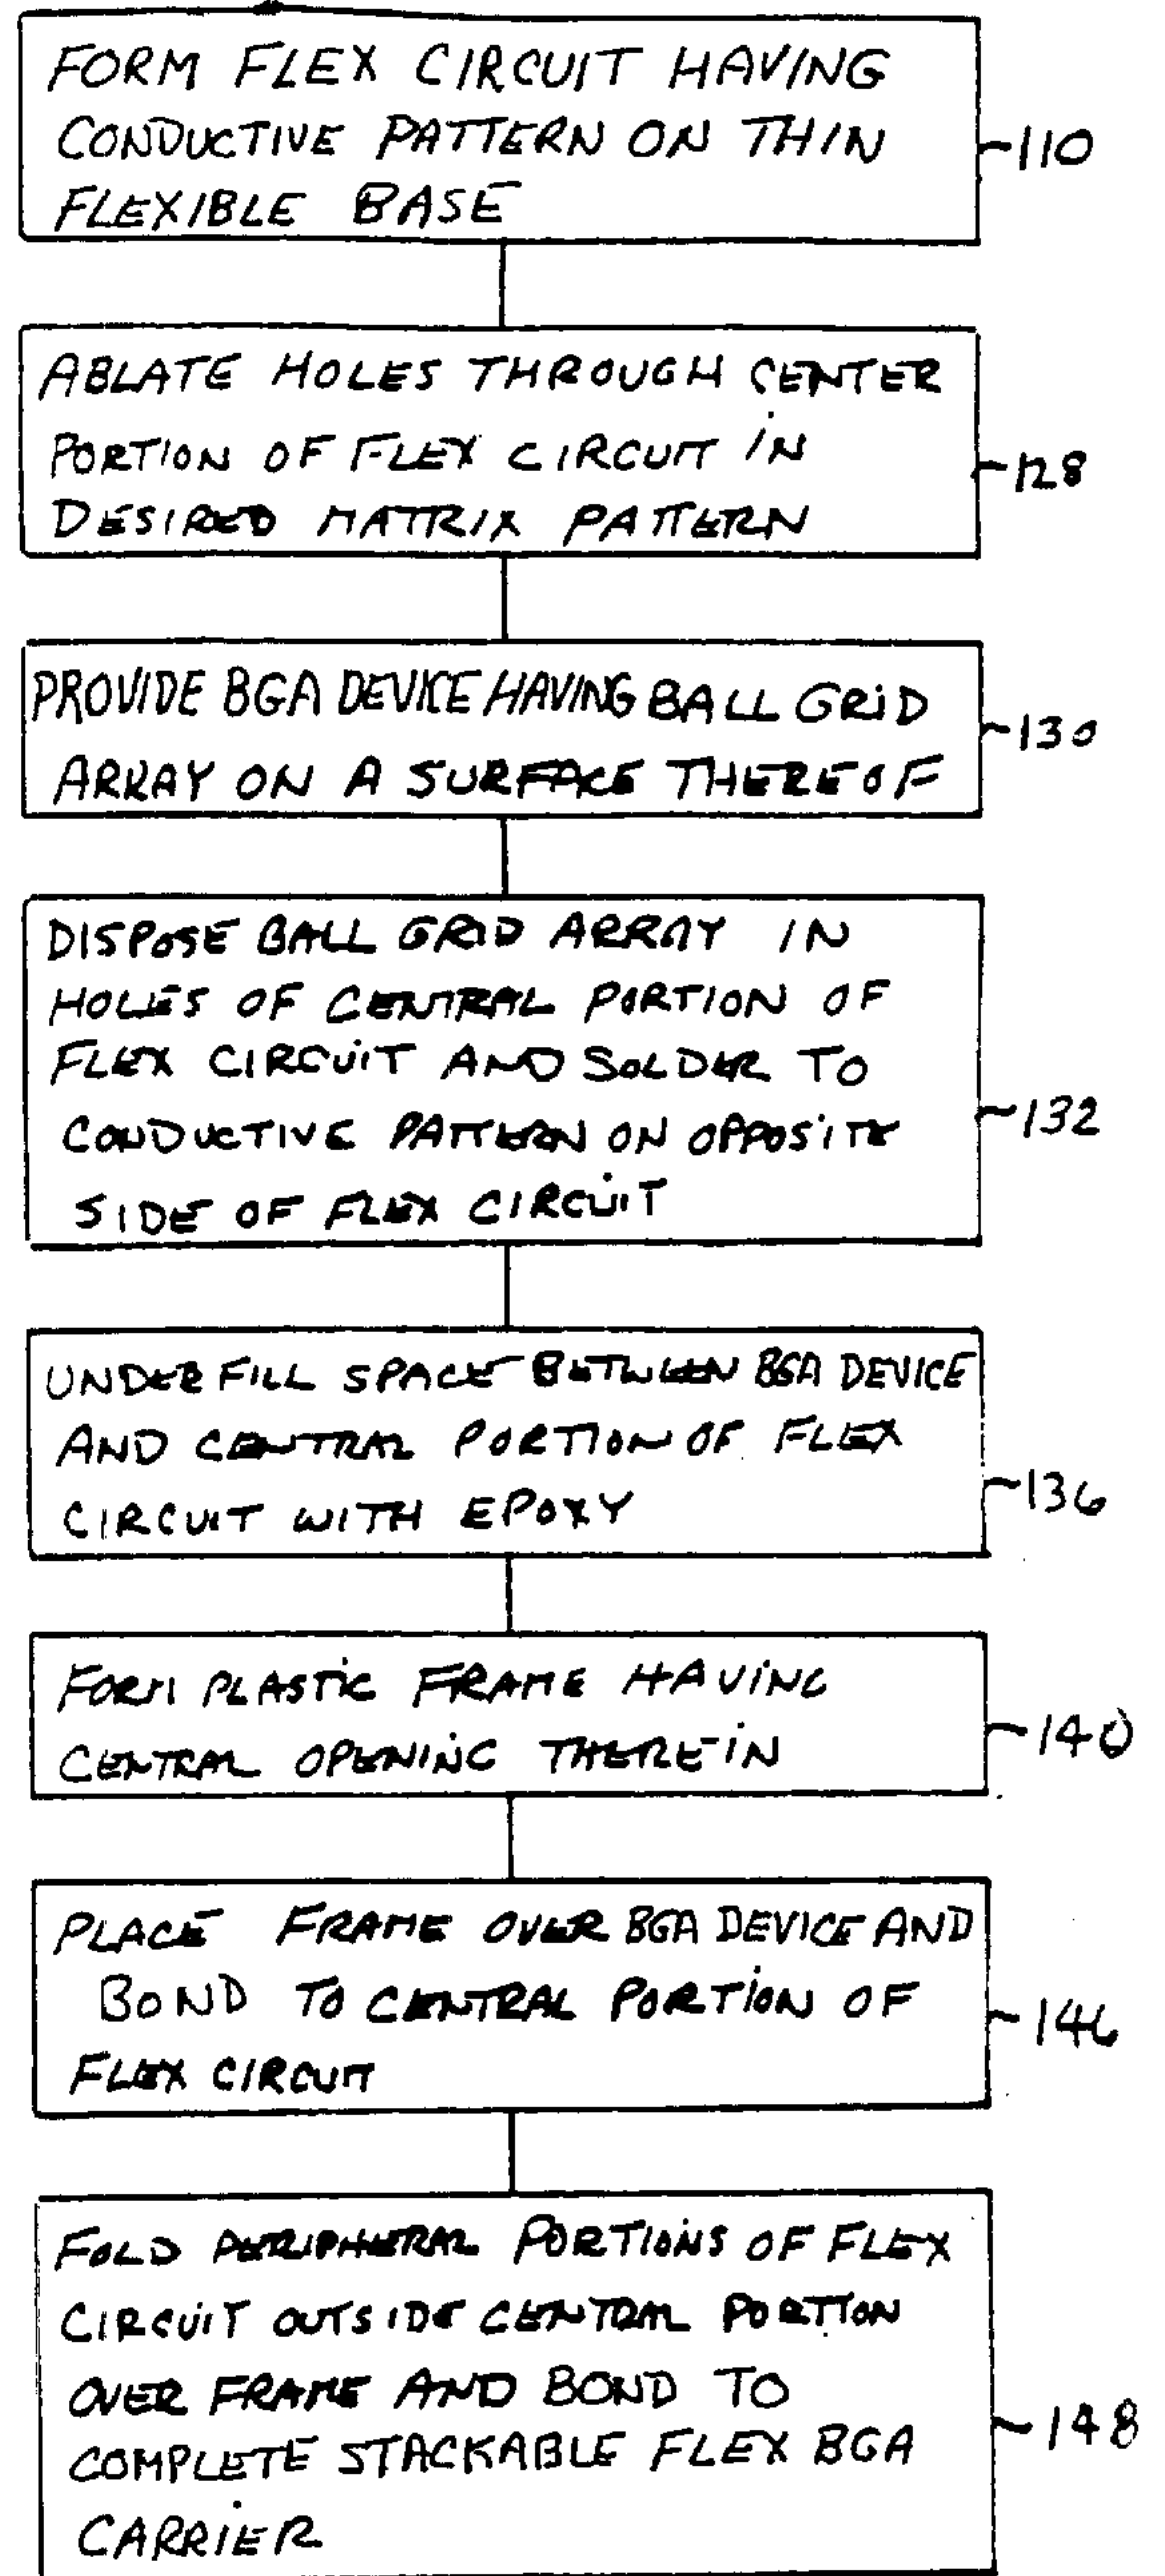 FORM FLEX CIRCUIT HAVING
CONDUCTIVE PATTERN ON THIN
FLEXIBLE BASE
110
ABLATE HOLES THROUGH CENTER
PORTION OF FLEX CIRCUIT IN
DESIRED MATRIX PATTERN
128
PROVIDE BGA DEVICE HAVING BALL GRID
ARRAY ON A SURFACE THEREOF
130
DISPOSE BALL GRID ARRAY IN
HOLES OF CENTRAL PORTION OF
FLEX CIRCUIT AND SOLDER TO
CONDUCTIVE PATTERN ON OPPOSITE
SIDE OF FLEX CIRCUIT
132
UNDERFILL SPACE BETWEEN BGA DEVICE
AND CENTRAL PORTION OF FLEX
CIRCUIT WITH EPOXY
136
FORM PLASTIC FRAME HAVING
CENTRAL OPENING THEREIN
140
PLACE FRAME OVER BGA DEVICE AND
BOND TO CENTRAL PORTION OF
FLEX CIRCUIT
146
FOLD PERIPHERAL PORTIONS OF FLEX
CIRCUIT OUTSIDE CENTRAL PORTION
OVER FRAME AND BOND TO
COMPLETE STACKABLE FLEX BGA
CARRIER
148